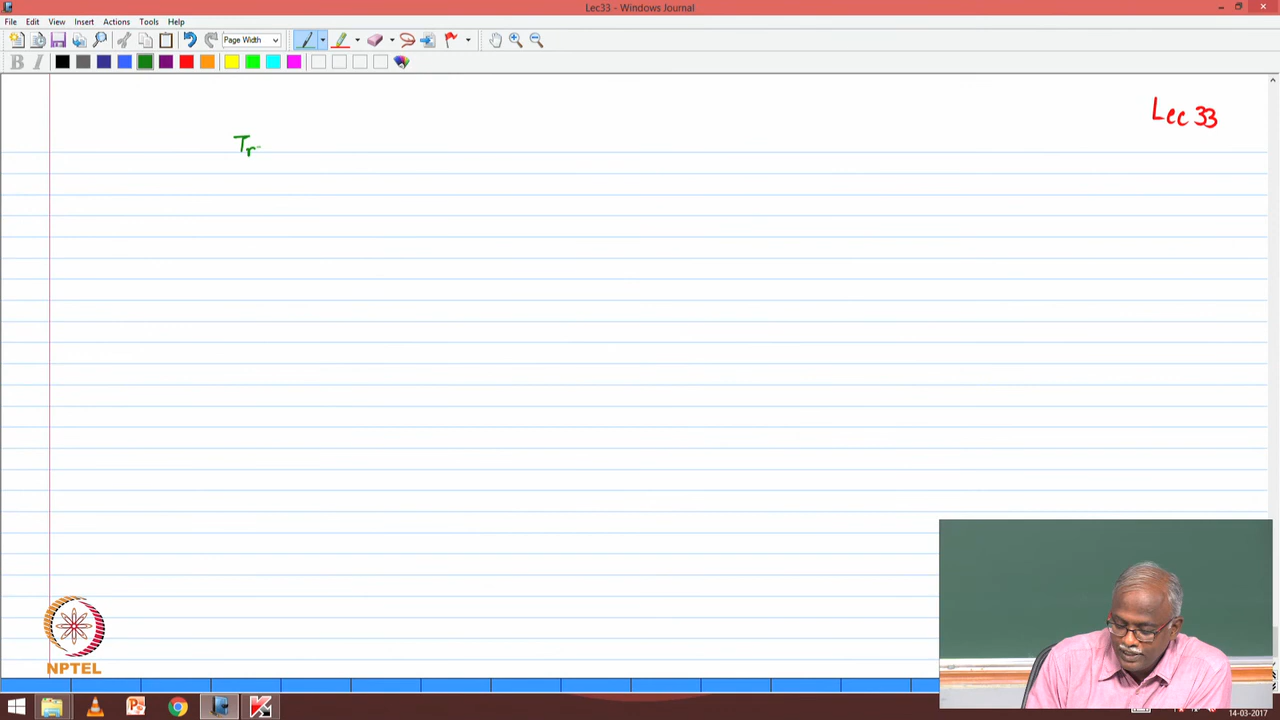 Lec33 - Windows Journal
File Edit View Insert Actions Tools Help
Page Width
B I
Lec 33
Tr
NPTEL
14-03-2017